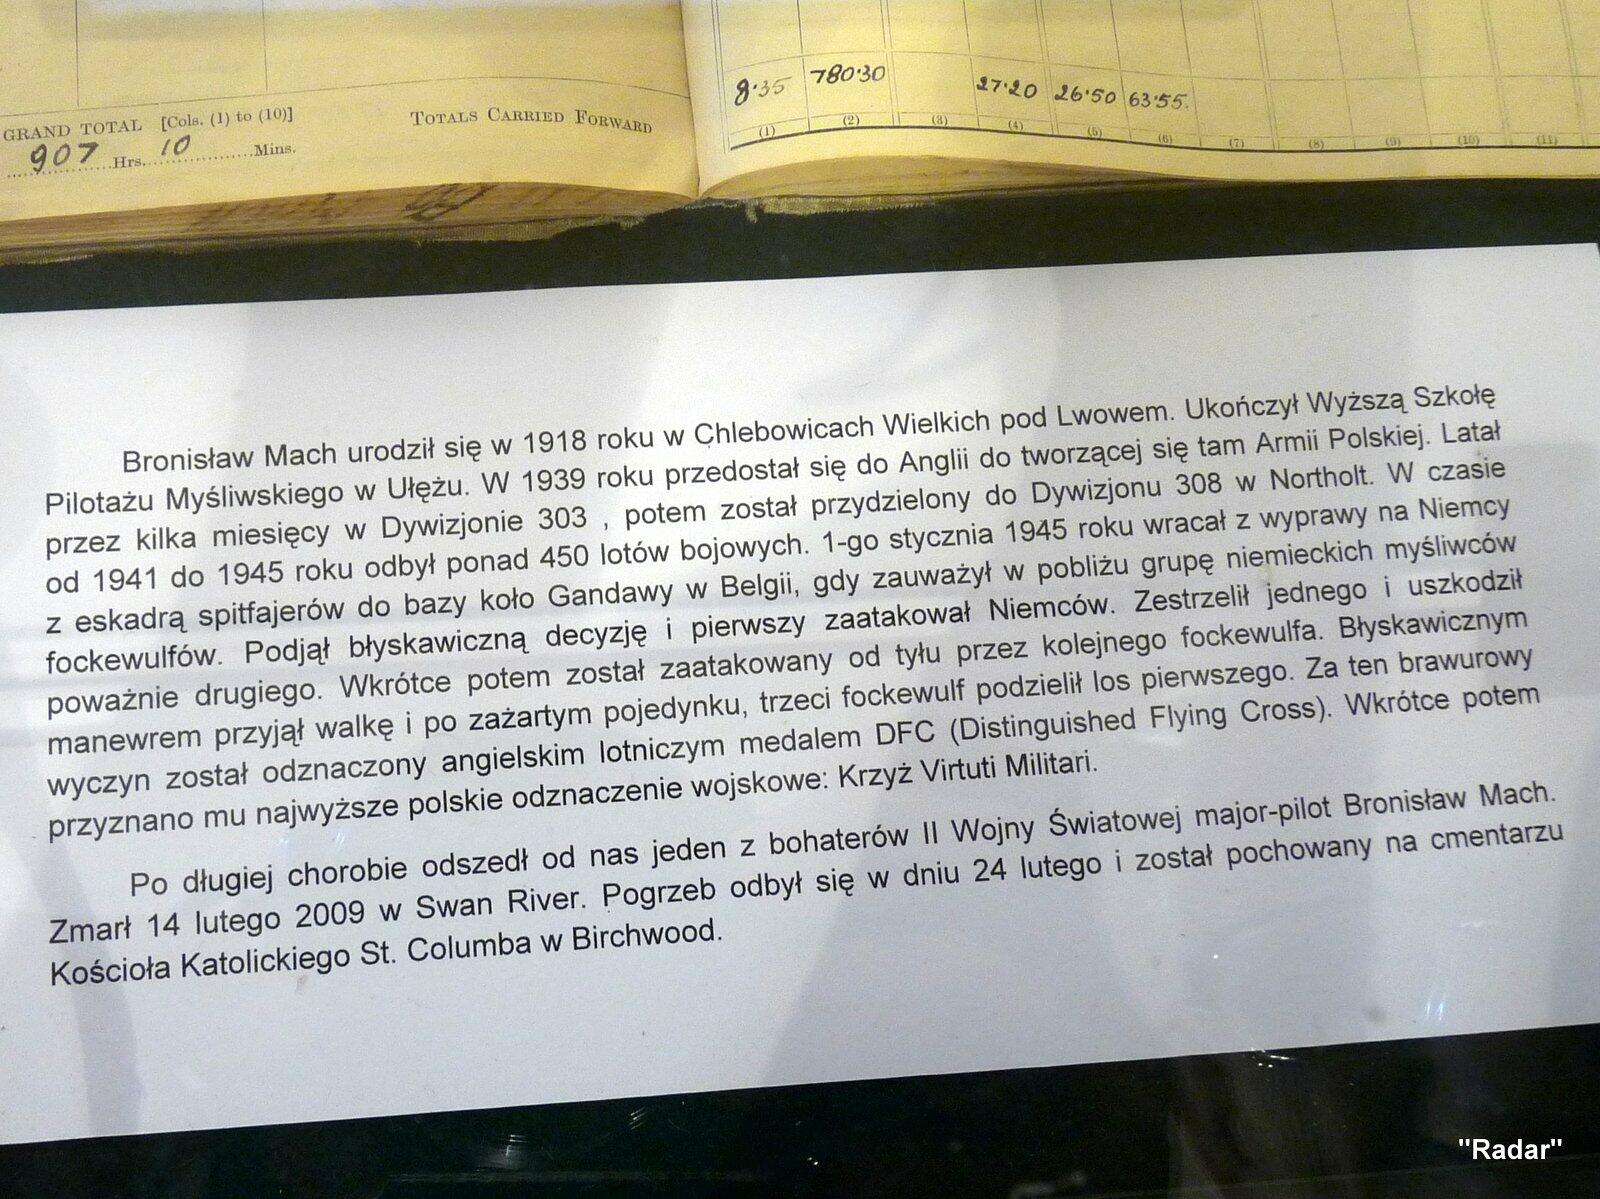 8·35 780·30 27·20 26·50 63·55.
(1) (2) (3) (4) (5) (6) (7) (8) (9) (10) (11)
GRAND TOTAL [Cols. (1) to (10)]
TOTALS CARRIED FORWARD
907 Hrs. 10 Mins.
Bronisław Mach urodził się w 1918 roku w Chlebowicach Wielkich pod Lwowem. Ukończył Wyższą Szkołę
Pilotażu Myśliwskiego w Ułężu. W 1939 roku przedostał się do Anglii do tworzącej się tam Armii Polskiej. Latał
przez kilka miesięcy w Dywizjonie 303 , potem został przydzielony do Dywizjonu 308 w Northolt. W czasie
od 1941 do 1945 roku odbył ponad 450 lotów bojowych. 1-go stycznia 1945 roku wracał z wyprawy na Niemcy
z eskadrą spitfajerów do bazy koło Gandawy w Belgii, gdy zauważył w pobliżu grupę niemieckich myśliwców
fockewulfów. Podjął błyskawiczną decyzję i pierwszy zaatakował Niemców. Zestrzelił jednego i uszkodził
poważnie drugiego. Wkrótce potem został zaatakowany od tyłu przez kolejnego fockewulfa. Błyskawicznym
manewrem przyjął walkę i po zażartym pojedynku, trzeci fockewulf podzielił los pierwszego. Za ten brawurowy
wyczyn został odznaczony angielskim lotniczym medalem DFC (Distinguished Flying Cross). Wkrótce potem
przyznano mu najwyższe polskie odznaczenie wojskowe: Krzyż Virtuti Militari.
Po długiej chorobie odszedł od nas jeden z bohaterów II Wojny Światowej major-pilot Bronisław Mach.
Zmarł 14 lutego 2009 w Swan River. Pogrzeb odbył się w dniu 24 lutego i został pochowany na cmentarzu
Kościoła Katolickiego St. Columba w Birchwood.
"Radar"